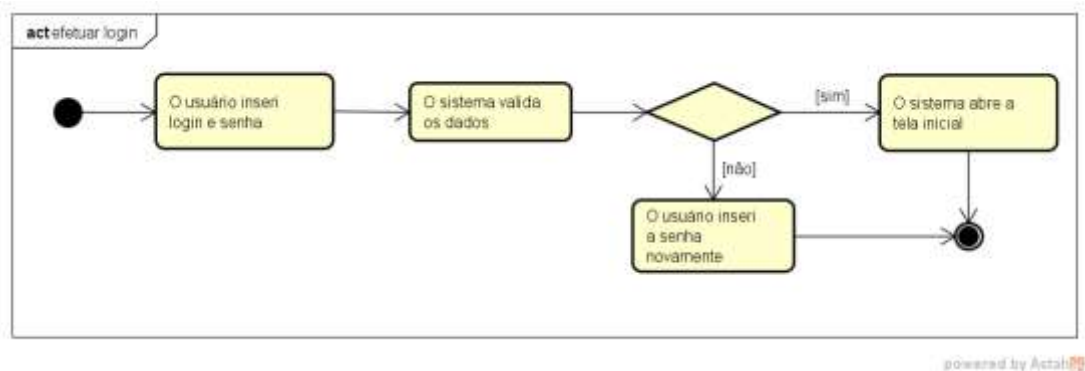 act efetuar login
O usuário inseri
login e senha
O sistema valida
os dados
[sim]
O sistema abre a
tela inicial
[não]
O usuário inseri
a senha
novamente
powered by Astah